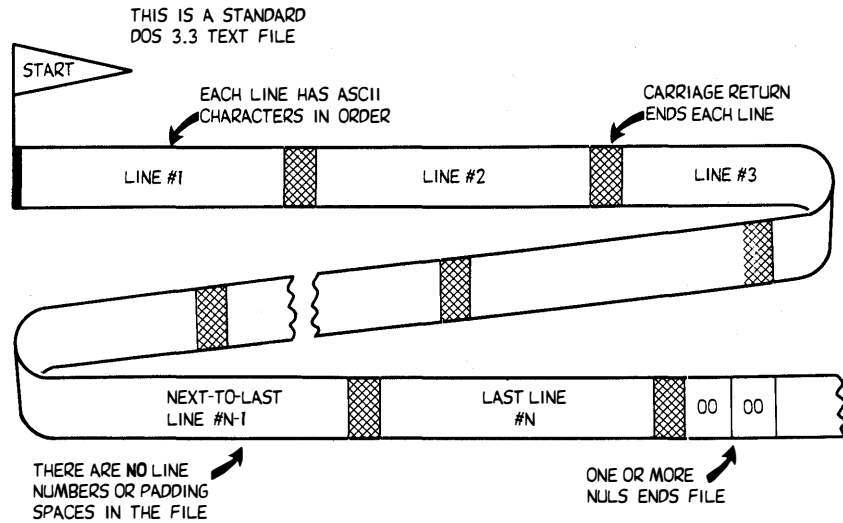 THIS IS A STANDARD
DOS 3.3 TEXT FILE
START
EACH LINE HAS ASCII
CHARACTERS IN ORDER
CARRIAGE RETURN
ENDS EACH LINE
LINE #1
LINE #2
LINE #3
NEXT-TO-LAST
LINE #N-1
LAST LINE
#N
00
00
THERE ARE NO LINE
NUMBERS OR PADDING
SPACES IN THE FILE
ONE OR MORE
NULS ENDS FILE